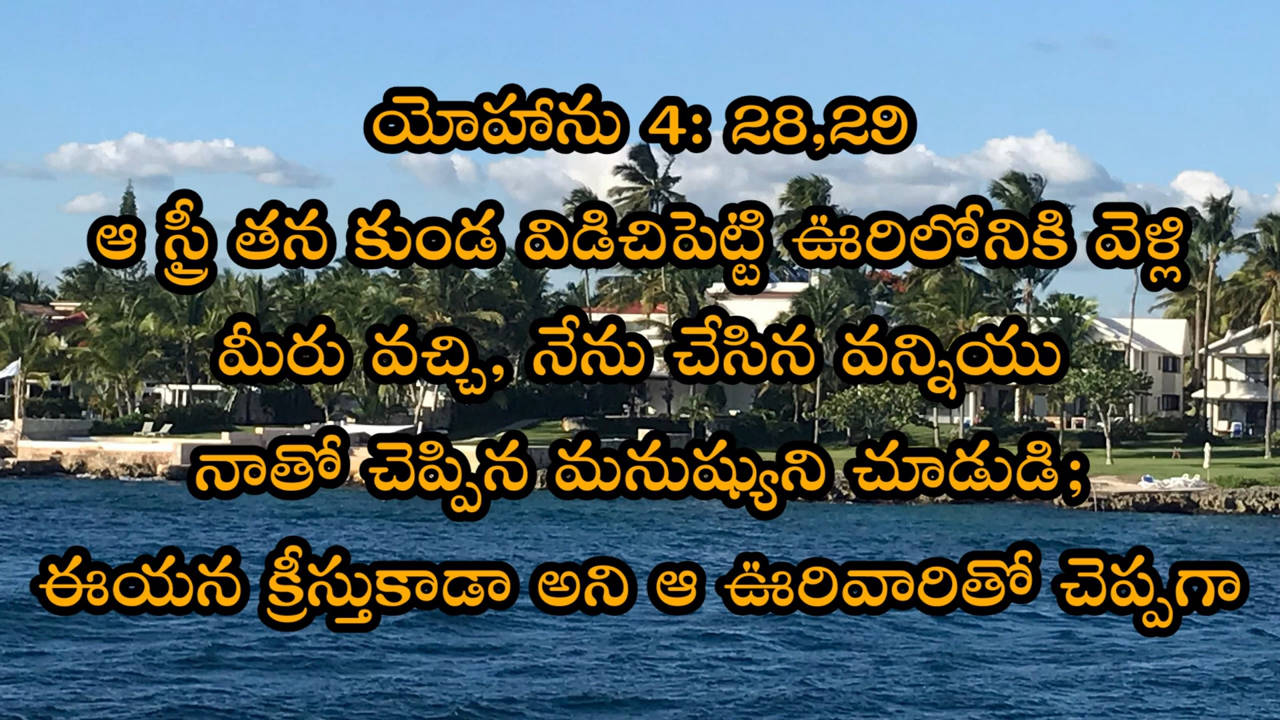 యోహాను 4: 28,29
ఆ స్త్రీ తన కుండ విడిచిపెట్టి ఊరిలోనికి వెళ్లి
మీరు వచ్చి, నేను చేసిన వన్నియు
నాతో చెప్పిన మనుష్యుని చూడుడి;
ఈయన క్రీస్తుకాడా అని ఆ ఊరివారితో చెప్పగా